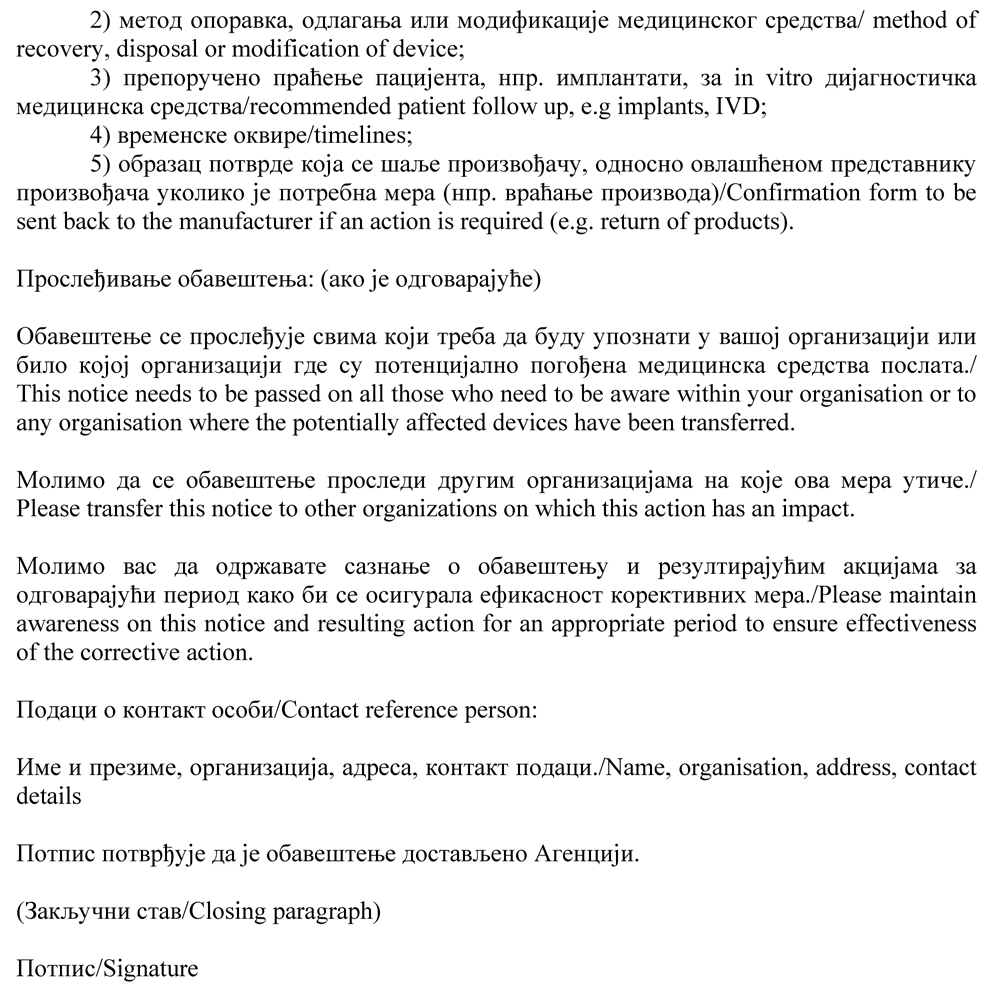 2) метод опоравка, одлагања или модификације медицинског средства/ method of
recovery, disposal or modification of device;
3) препоручено праћење пацијента, нпр. имплантати, за in vitro дијагностичка
медицинска средства/recommended patient follow up, e.g implants, IVD;
4) временске оквире/timelines;
5) образац потврде која се шаље произвођачу, односно овлашћеном представнику
произвођача уколико је потребна мера (нпр. враћање производа)/Confirmation form to be
sent back to the manufacturer if an action is required (e.g. return of products).
Прослеђивање обавештења: (ако је одговарајуће)
Обавештење се прослеђује свима који треба да буду упознати у вашој организацији или
било којој организацији где су потенцијално погођена медицинска средства послата./
This notice needs to be passed on all those who need to be aware within your organisation or to
any organisation where the potentially affected devices have been transferred.
Молимо да се обавештење проследи другим организацијама на које ова мера утиче./
Please transfer this notice to other organizations on which this action has an impact.
Молимо вас да одржавате сазнање о обавештењу и резултирајућим акцијама за
одговарајући период како би се осигурала ефикасност корективних мера./Please maintain
awareness on this notice and resulting action for an appropriate period to ensure effectiveness
of the corrective action.
Подаци о контакт особи/Contact reference person:
Име и презиме, организација, адреса, контакт подаци./Name, organisation, address, contact
details
Потпис потврђује да је обавештење достављено Агенцији.
(Закључни став/Closing paragraph)
Потпис/Signature